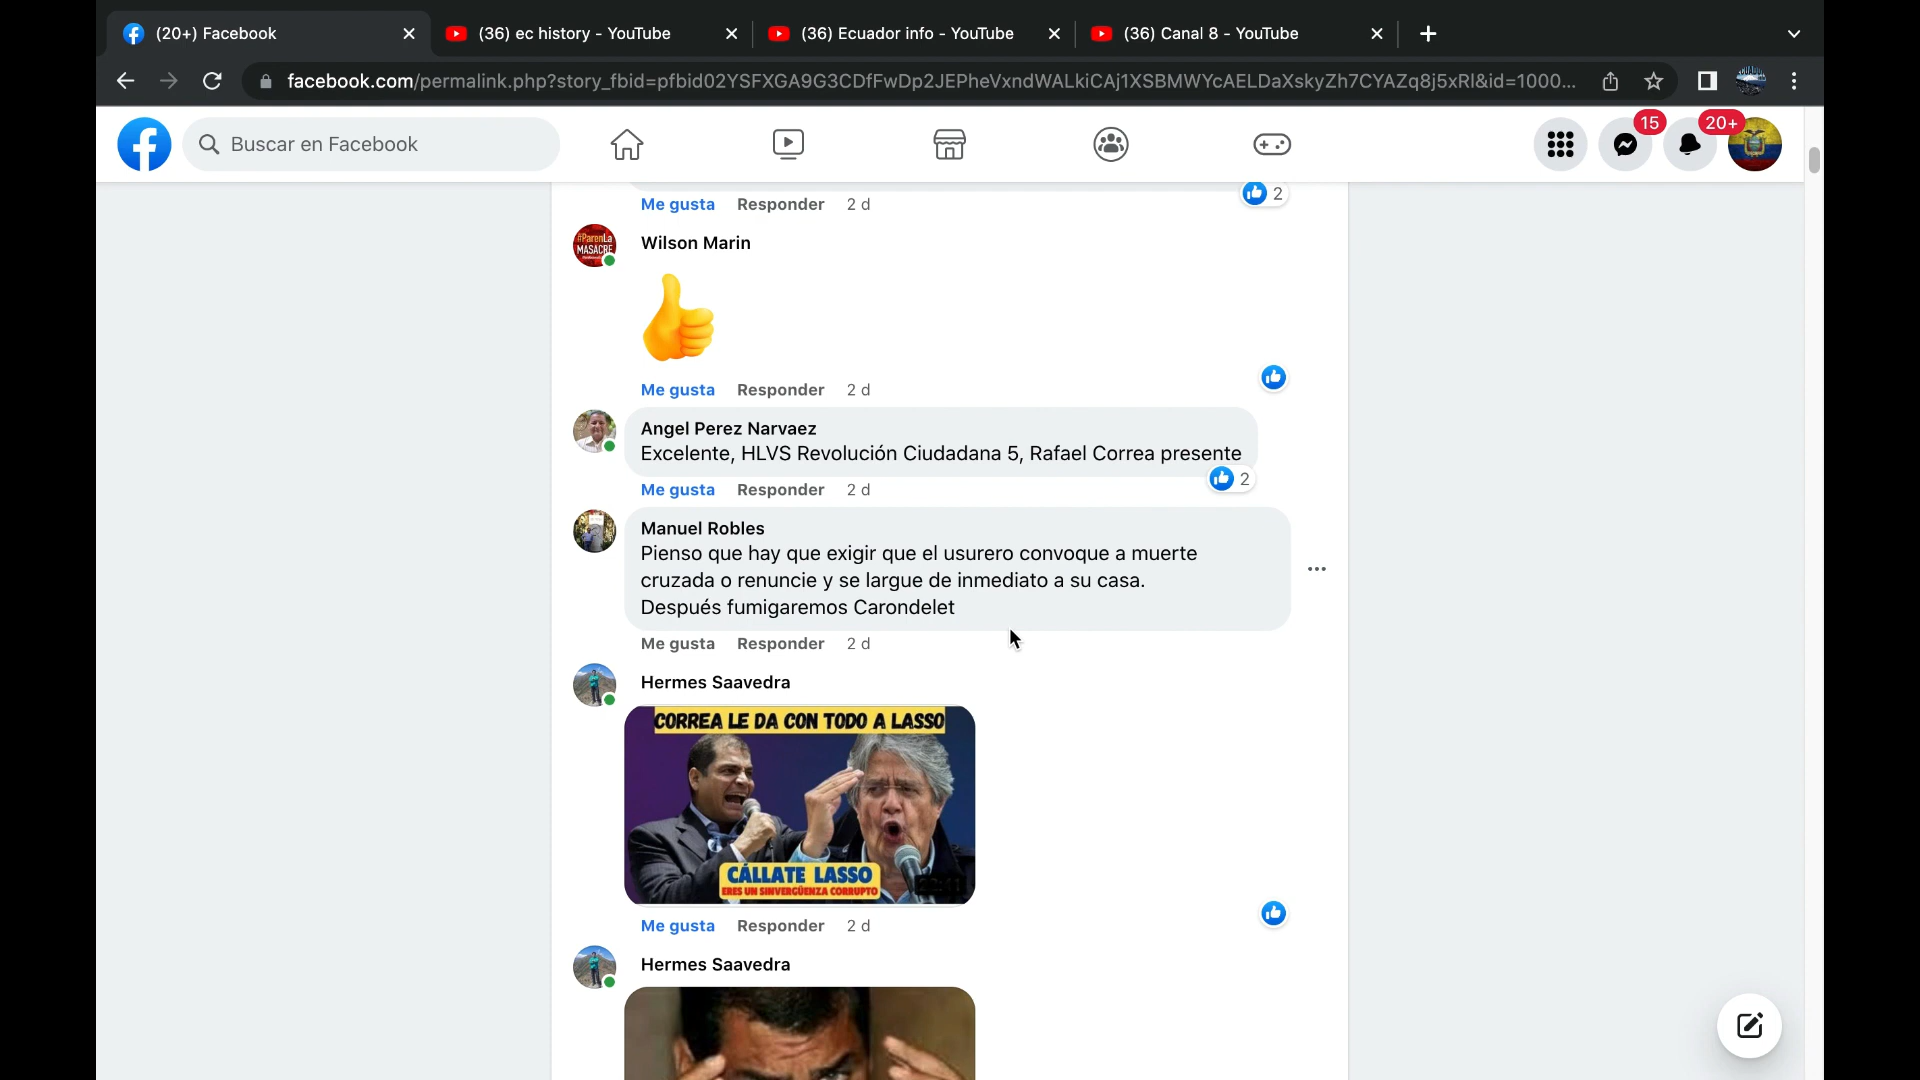 (20+) Facebook
(36) ec history - YouTube
(36) Ecuador info - YouTube
(36) Canal 8 - YouTube
facebook.com/permalink.php?story_fbid=pfbid02YSFXGA9G3CDfFwDp2JEPheVxndWALkiCAj1XSBMWYcAELDaXskyZh7CYAZq8j5xRl&id=1000...
Buscar en Facebook
15
20+
Me gusta Responder 2 d
2
#ParenLa
MASACRE
Wilson Marin
Me gusta Responder 2 d
Angel Perez Narvaez
Excelente, HLVS Revolución Ciudadana 5, Rafael Correa presente
Me gusta Responder 2 d
2
Manuel Robles
Pienso que hay que exigir que el usurero convoque a muerte
cruzada o renuncie y se largue de inmediato a su casa.
Después fumigaremos Carondelet
Me gusta Responder 2 d
Hermes Saavedra
CORREA LE DA CON TODO A LASSO
CÁLLATE LASSO
ERES UN SINVERGÜENZA CORRUPTO
Me gusta Responder 2 d
Hermes Saavedra